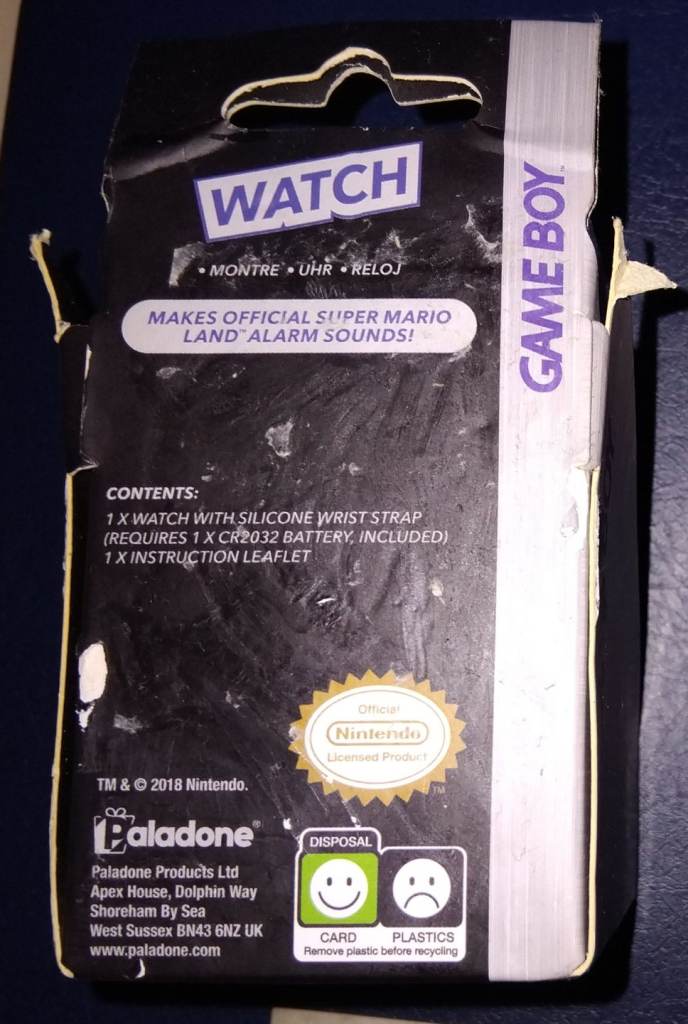 WATCH
• MONTRE • UHR • RELOJ
MAKES OFFICIAL SUPER MARIO
LAND™ ALARM SOUNDS!
GAME BOY™
CONTENTS:
1 X WATCH WITH SILICONE WRIST STRAP
(REQUIRES 1 X CR2032 BATTERY, INCLUDED)
1 X INSTRUCTION LEAFLET
Official
Nintendo
Licensed Product
TM
TM & © 2018 Nintendo.
Paladone®
Paladone Products Ltd
Apex House, Dolphin Way
Shoreham By Sea
West Sussex BN43 6NZ UK
www.paladone.com
DISPOSAL
CARD PLASTICS
Remove plastic before recycling